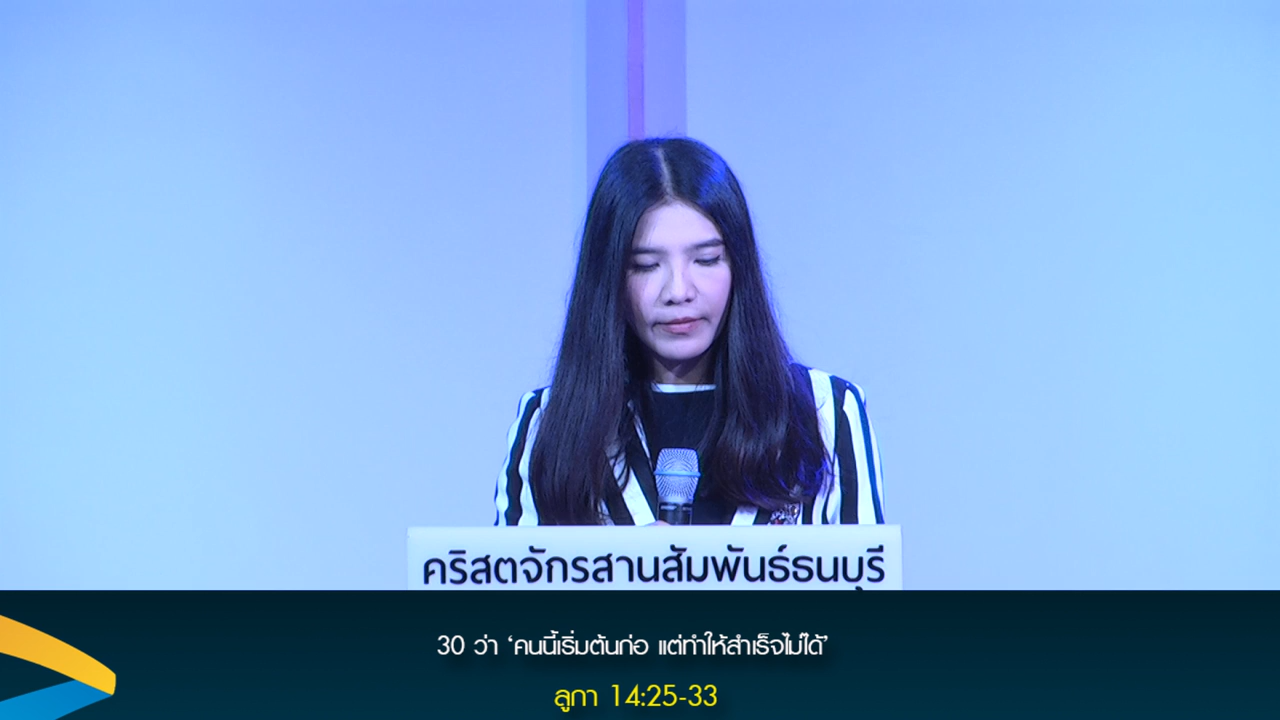 คริสตจักรสานสัมพันธ์ธนบุรี
30 ว่า ‘คนนี้เริ่มต้นก่อ แต่ทำให้สำเร็จไม่ได้’
ลูกา 14:25-33